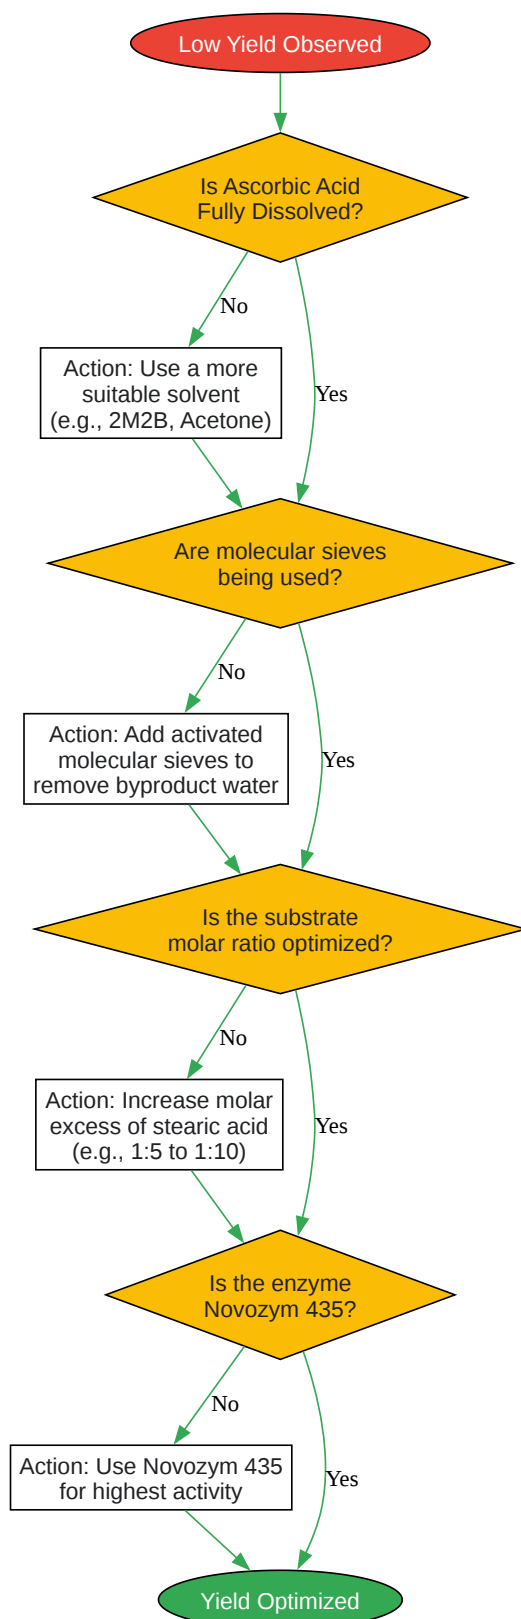 Low Yield Observed
Is Ascorbic Acid
Fully Dissolved?
No
Action: Use a more
suitable solvent
(e.g., 2M2B, Acetone)
Yes
Are molecular sieves
being used?
No
Action: Add activated
molecular sieves to
remove byproduct water
Yes
Is the substrate
molar ratio optimized?
No
Action: Increase molar
excess of stearic acid
(e.g., 1:5 to 1:10)
Yes
Is the enzyme
Novozym 435?
No
Action: Use Novozym 435
for highest activity
Yes
Yield Optimized